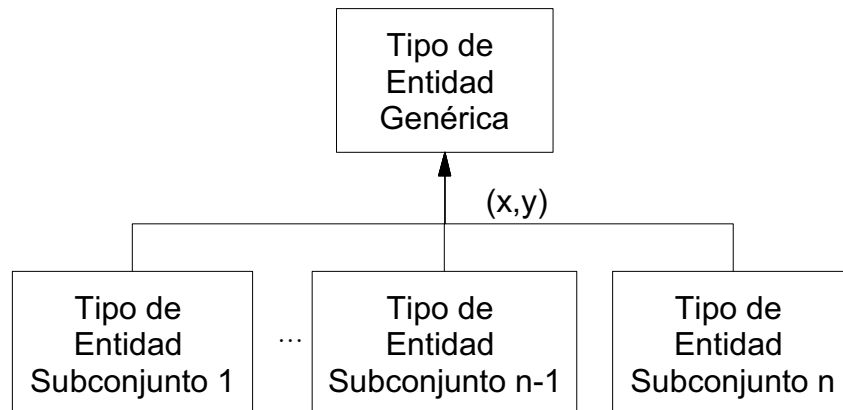 Tipo de
Entidad
Genérica
(x,y)
Tipo de
Entidad
Subconjunto 1
...
Tipo de
Entidad
Subconjunto n-1
Tipo de
Entidad
Subconjunto n